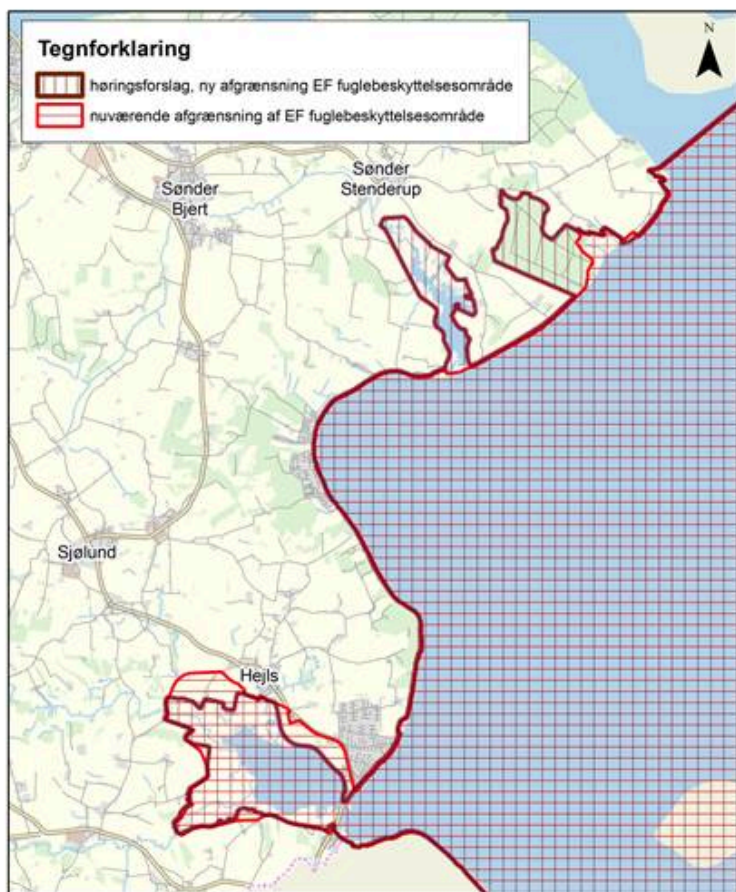 Tegnforklaring
høringsforslag, ny afgrænsning EF fuglebeskyttelsesområde
nuværende afgrænsning af EF fuglebeskyttelsesområde
N
Sønder
Bjert
Sønder
Stenderup
Sjølund
Hejls